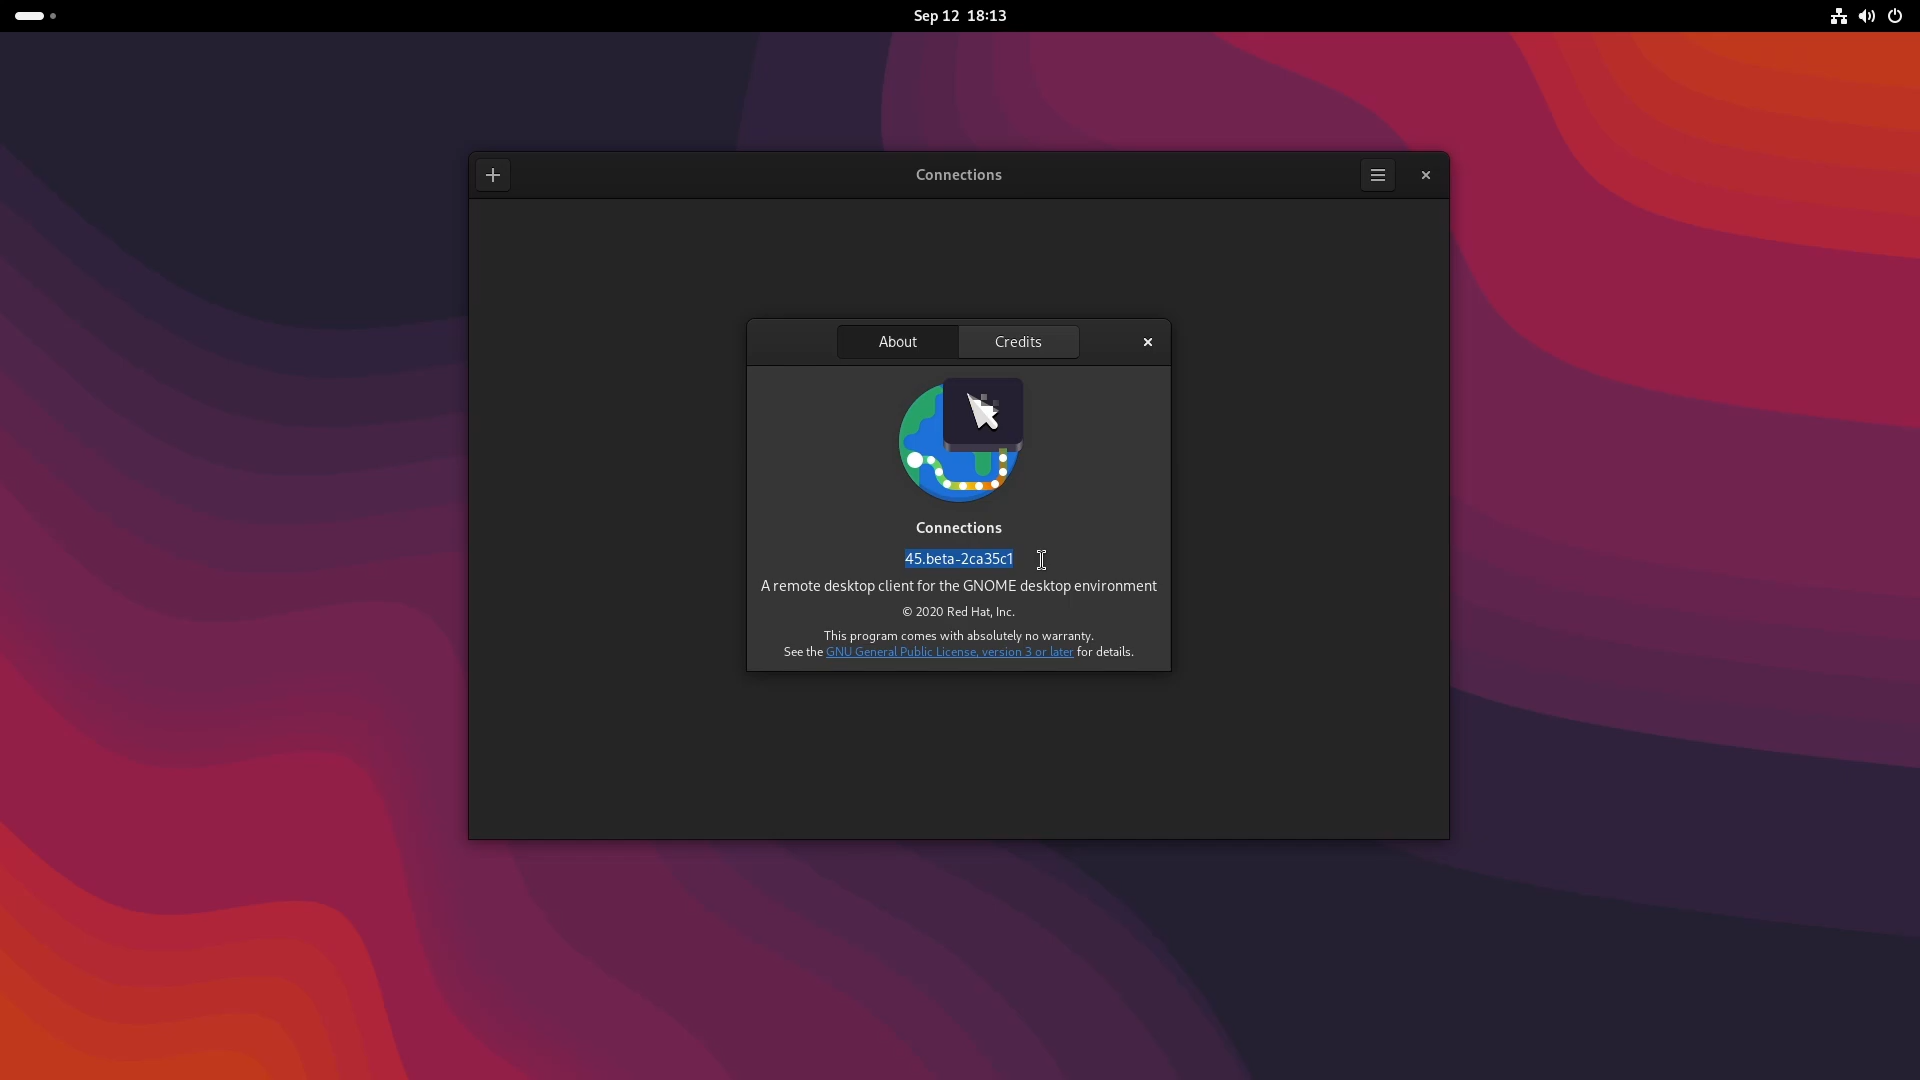 Sep 12  18:13
Connections
About
Credits
Connections
45.beta-2ca35c1
A remote desktop client for the GNOME desktop environment
© 2020 Red Hat, Inc.
This program comes with absolutely no warranty.
See the GNU General Public License, version 3 or later for details.